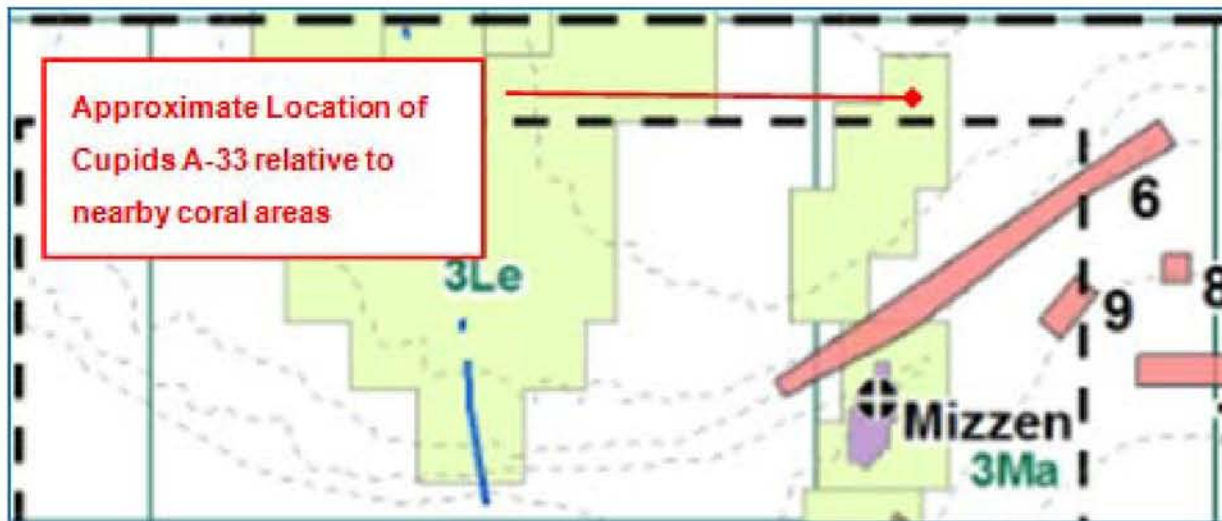 Approximate Location of
Cupids A-33 relative to
nearby coral areas
3Le
6
8
9
Mizzen
3Ma